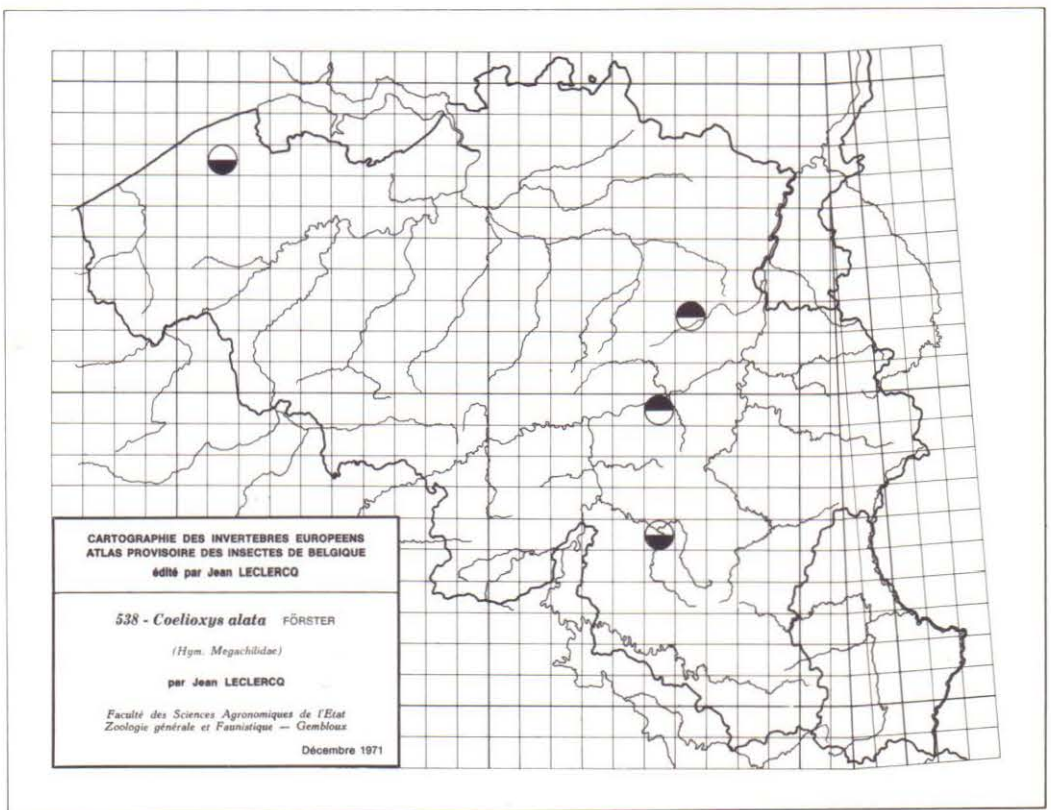 CARTOGRAPHIE DES INVERTEBRES EUROPEENS
ATLAS PROVISOIRE DES INSECTES DE BELGIQUE
édité par Jean LECLERCQ
538 - Coelioxys alata FÖRSTER
(Hym. Megachilidae)
par Jean LECLERCQ
Faculté des Sciences Agronomiques de l'Etat
Zoologie générale et Faunistique — Gembloux
Décembre 1971